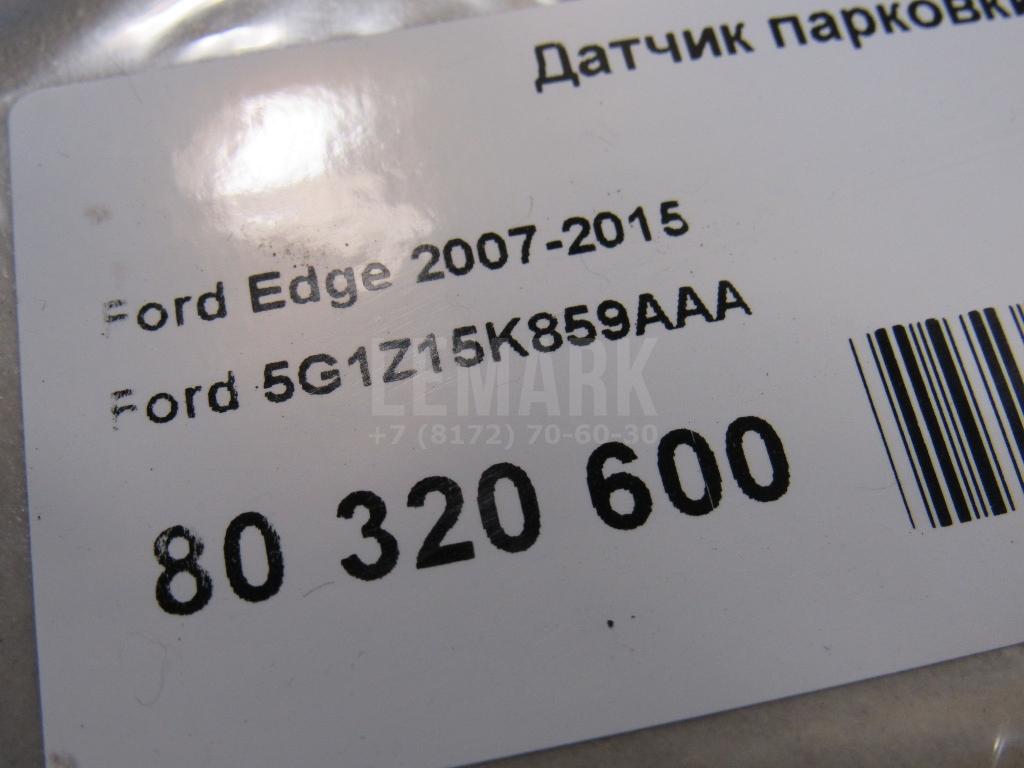 Датчик парковки
Ford Edge 2007-2015
Ford 5G1Z15K859AAA
LEMARK
+7 (8172) 70-60-30
80 320 600